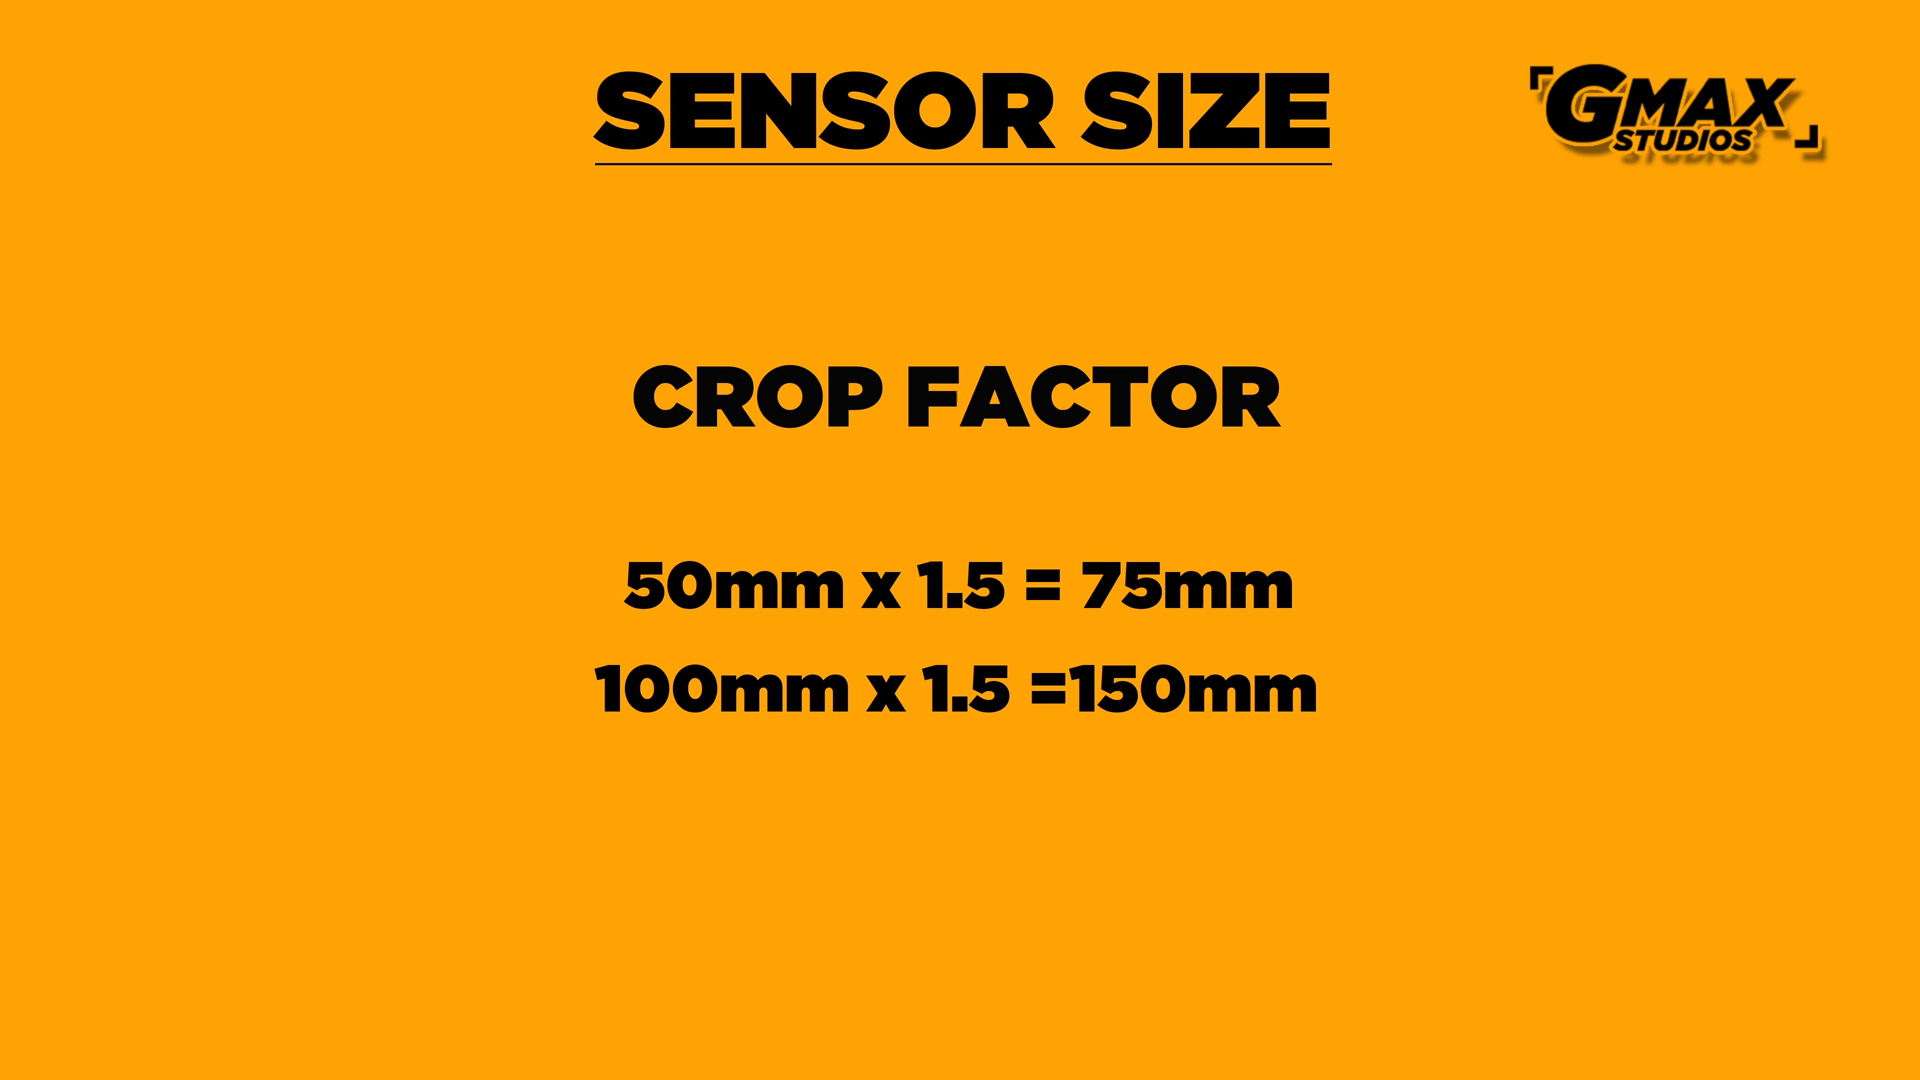 SENSOR SIZE
GMAX
STUDIOS
CROP FACTOR
50mm x 1.5 = 75mm
100mm x 1.5 =150mm